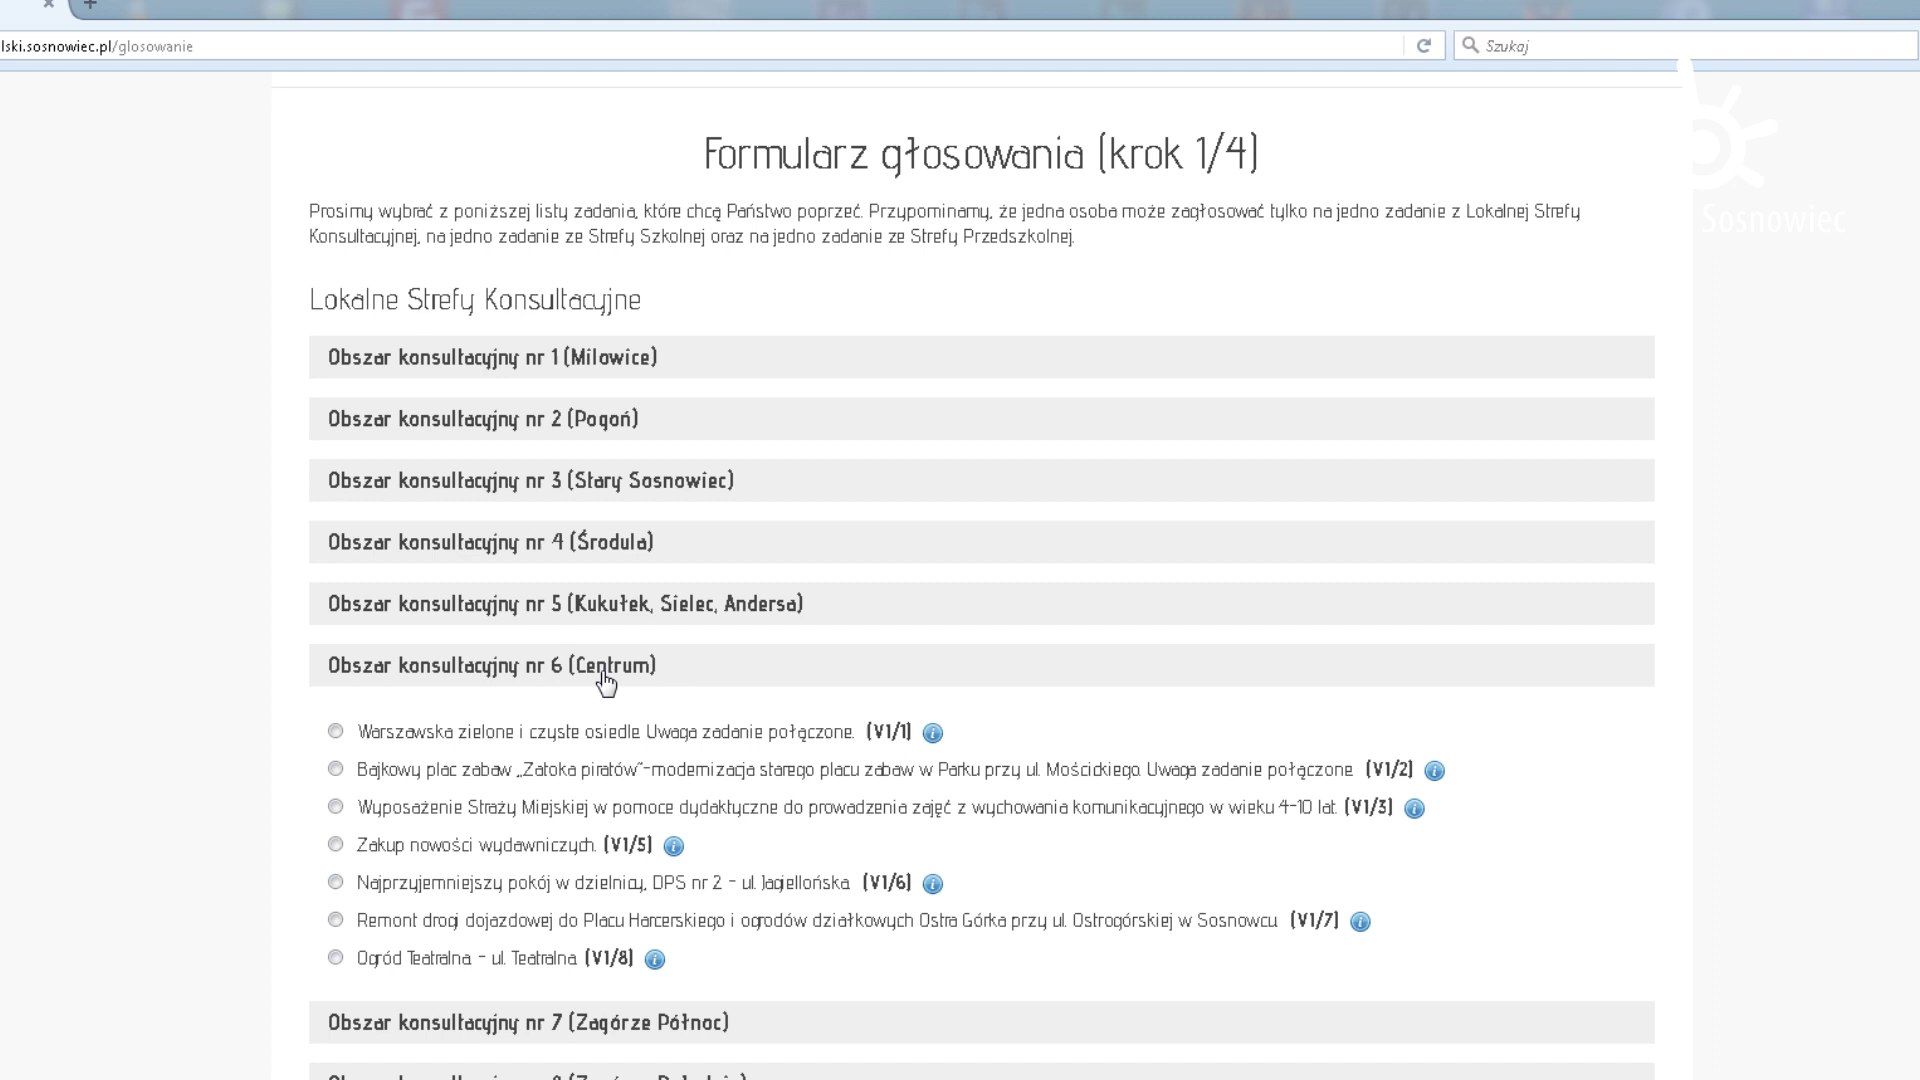 lski.sosnowiec.pl/glosowanie
Szukaj
Sosnowiec
Formularz głosowania (krok 1/4)
Prosimy wybrać z poniższej listy zadania, które chcą Państwo poprzeć. Przypominamy, że jedna osoba może zagłosować tylko na jedno zadanie z Lokalnej Strefy
Konsultacyjnej, na jedno zadanie ze Strefy Szkolnej oraz na jedno zadanie ze Strefy Przedszkolnej.
Lokalne Strefy Konsultacyjne
Obszar konsultacyjny nr 1 (Milowice)
Obszar konsultacyjny nr 2 (Pogoń)
Obszar konsultacyjny nr 3 (Stary Sosnowiec)
Obszar konsultacyjny nr 4 (Środula)
Obszar konsultacyjny nr 5 (Kukułek, Sielec, Andersa)
Obszar konsultacyjny nr 6 (Centrum)
Warszawska zielone i czyste osiedle. Uwaga zadanie połączone. (V1/1)
Bajkowy plac zabaw „Zatoka piratów"-modernizacja starego placu zabaw w Parku przy ul. Mościckiego. Uwaga zadanie połączone. (V1/2)
Wyposażenie Straży Miejskiej w pomoce dydaktyczne do prowadzenia zajęć z wychowania komunikacyjnego w wieku 4-10 lat. (V1/3)
Zakup nowości wydawniczych. (V1/5)
Najprzyjemniejszy pokój w dzielnicy, DPS nr 2 - ul. Jagiellońska. (V1/6)
Remont drogi dojazdowej do Placu Harcerskiego i ogrodów działkowych Ostra Górka przy ul. Ostrogórskiej w Sosnowcu. (V1/7)
Ogród Teatralna. - ul. Teatralna. (V1/8)
Obszar konsultacyjny nr 7 (Zagórze Północ)